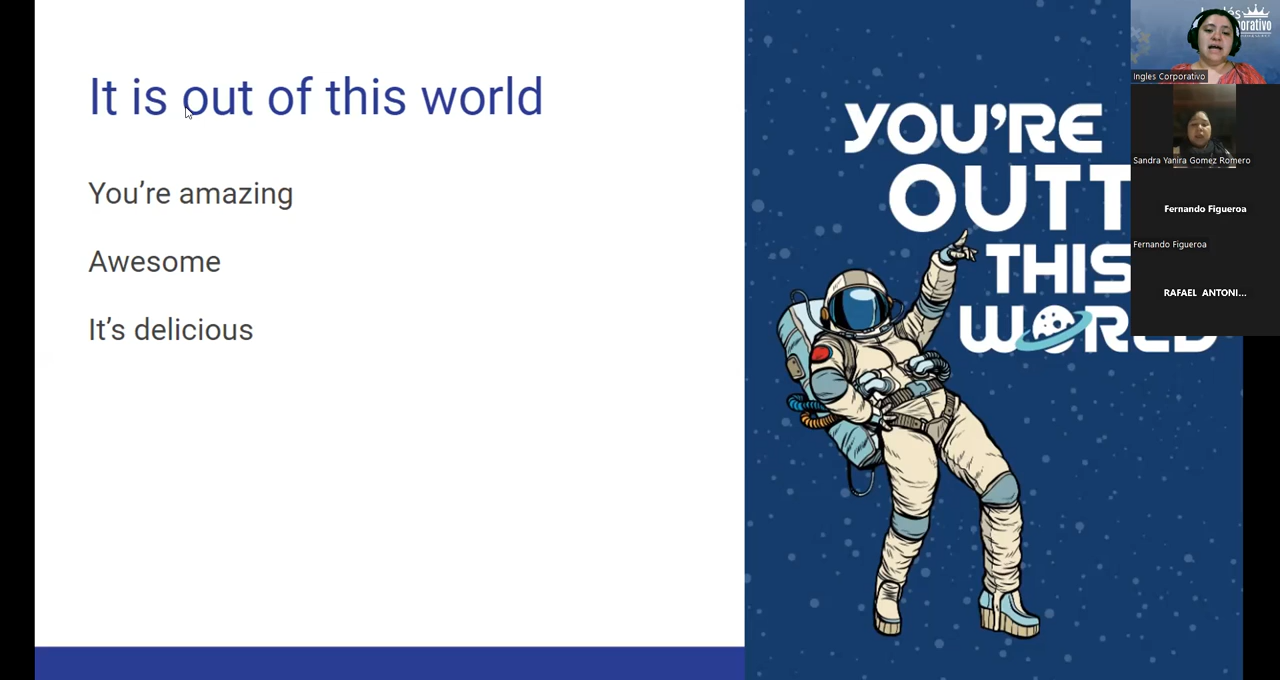 It is out of this world
You're amazing
Awesome
It's delicious
YOU'RE
OUTT
THIS
WORLD
Ingles Corporativo
Sandra Yanira Gomez Romero
Fernando Figueroa
Fernando Figueroa
RAFAEL ANTONI...